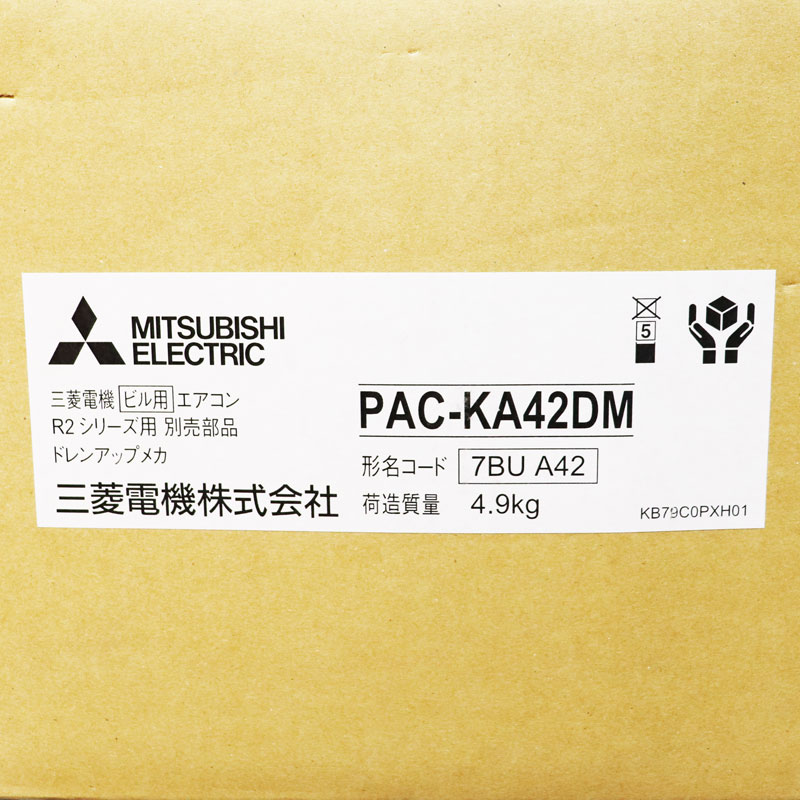 MITSUBISHI
ELECTRIC
5
三菱電機 ビル用 エアコン
R2シリーズ用 別売部品
ドレンアップメカ
三菱電機株式会社
PAC-KA42DM
形名コード 7BU A42
荷造質量 4.9kg
KB79C0PXH01